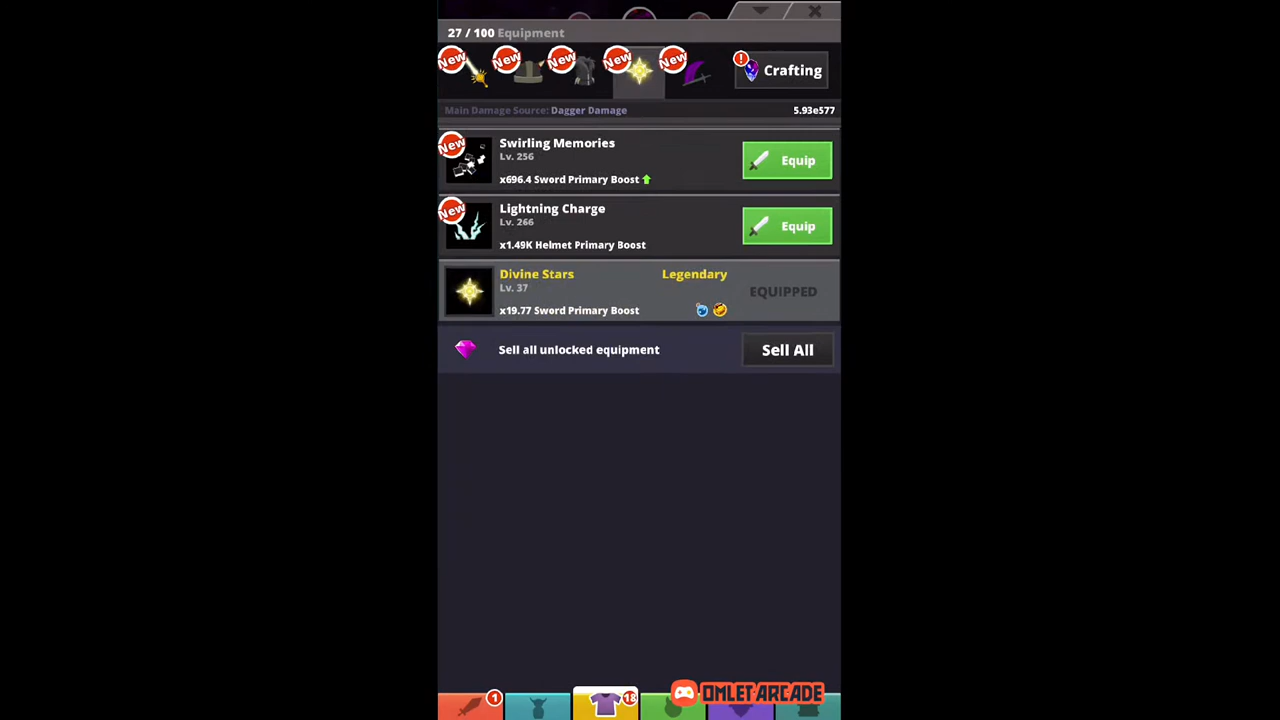 27 / 100 Equipment
New
New
New
New
New
!
Crafting
Main Damage Source: Dagger Damage
5.93e577
New
Swirling Memories
Lv. 256
x696.4 Sword Primary Boost
Equip
New
Lightning Charge
Lv. 266
x1.49K Helmet Primary Boost
Equip
Divine Stars
Legendary
Lv. 37
EQUIPPED
x19.77 Sword Primary Boost
Sell all unlocked equipment
Sell All
1
18
OMLET ARCADE